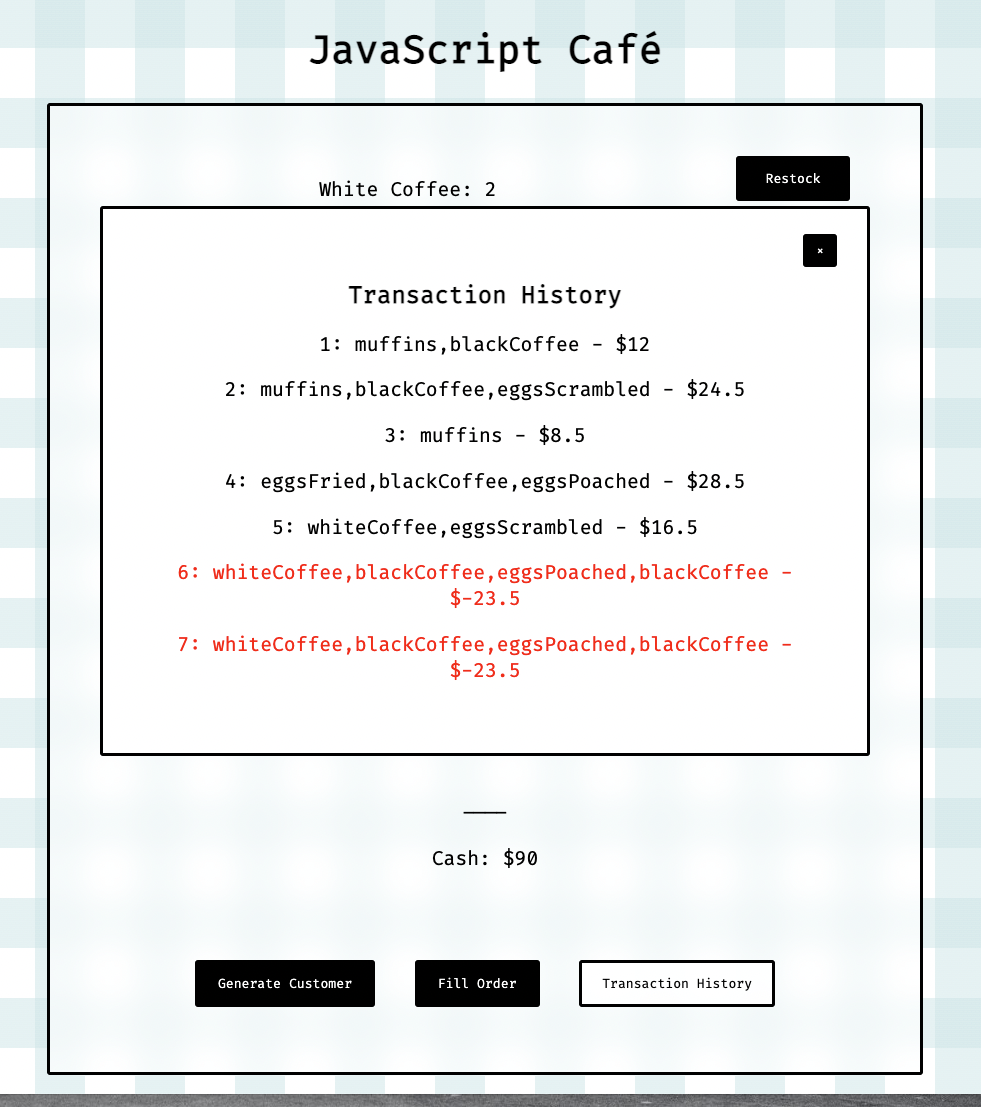 JavaScript Café
White Coffee: 2
Restock
×
Transaction History
1: muffins,blackCoffee - $12
2: muffins,blackCoffee,eggsScrambled - $24.5
3: muffins - $8.5
4: eggsFried,blackCoffee,eggsPoached - $28.5
5: whiteCoffee,eggsScrambled - $16.5
6: whiteCoffee,blackCoffee,eggsPoached,blackCoffee -
$-23.5
7: whiteCoffee,blackCoffee,eggsPoached,blackCoffee -
$-23.5
Cash: $90
Generate Customer
Fill Order
Transaction History